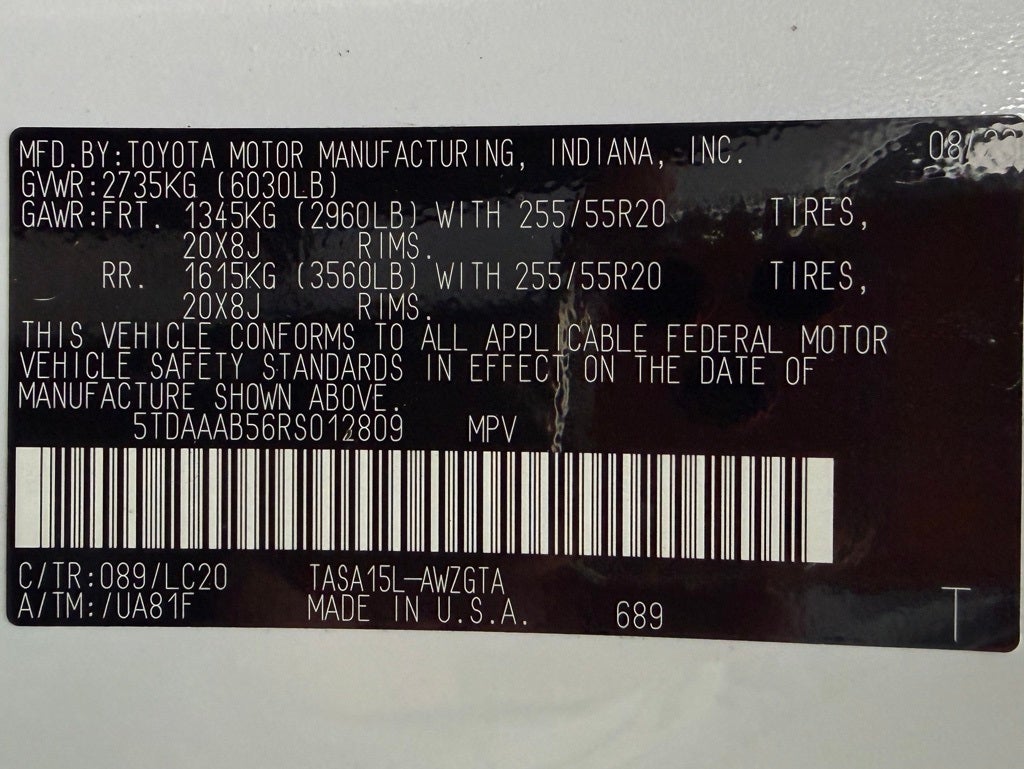 MFD.BY:TOYOTA MOTOR MANUFACTURING, INDIANA, INC. 08/
GVWR:2735KG (6030LB)
GAWR:FRT. 1345KG (2960LB) WITH 255/55R20 TIRES,
20X8J RIMS.
RR. 1615KG (3560LB) WITH 255/55R20 TIRES,
20X8J RIMS.
THIS VEHICLE CONFORMS TO ALL APPLICABLE FEDERAL MOTOR
VEHICLE SAFETY STANDARDS IN EFFECT ON THE DATE OF
MANUFACTURE SHOWN ABOVE.
5TDAAAB56RS012809 MPV
C/TR:089/LC20 TASA15L-AWZGTA
A/TM:/UA81F MADE IN U.S.A. 689 T